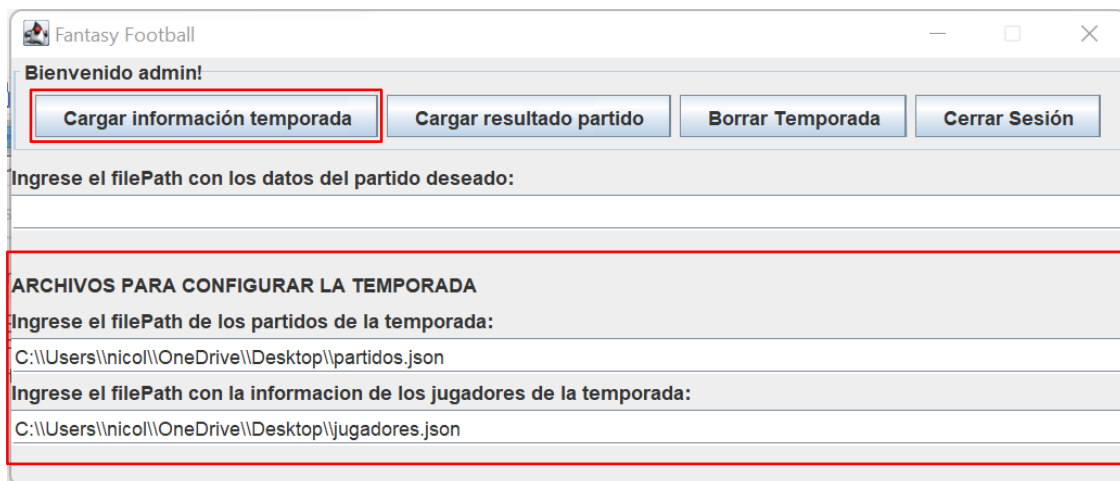 Fantasy Football
Bienvenido admin!
Cargar información temporada Cargar resultado partido Borrar Temporada Cerrar Sesión
Ingrese el filePath con los datos del partido deseado:
ARCHIVOS PARA CONFIGURAR LA TEMPORADA
Ingrese el filePath de los partidos de la temporada:
C:\\Users\\nicol\\OneDrive\\Desktop\\partidos.json
Ingrese el filePath con la informacion de los jugadores de la temporada:
C:\\Users\\nicol\\OneDrive\\Desktop\\jugadores.json